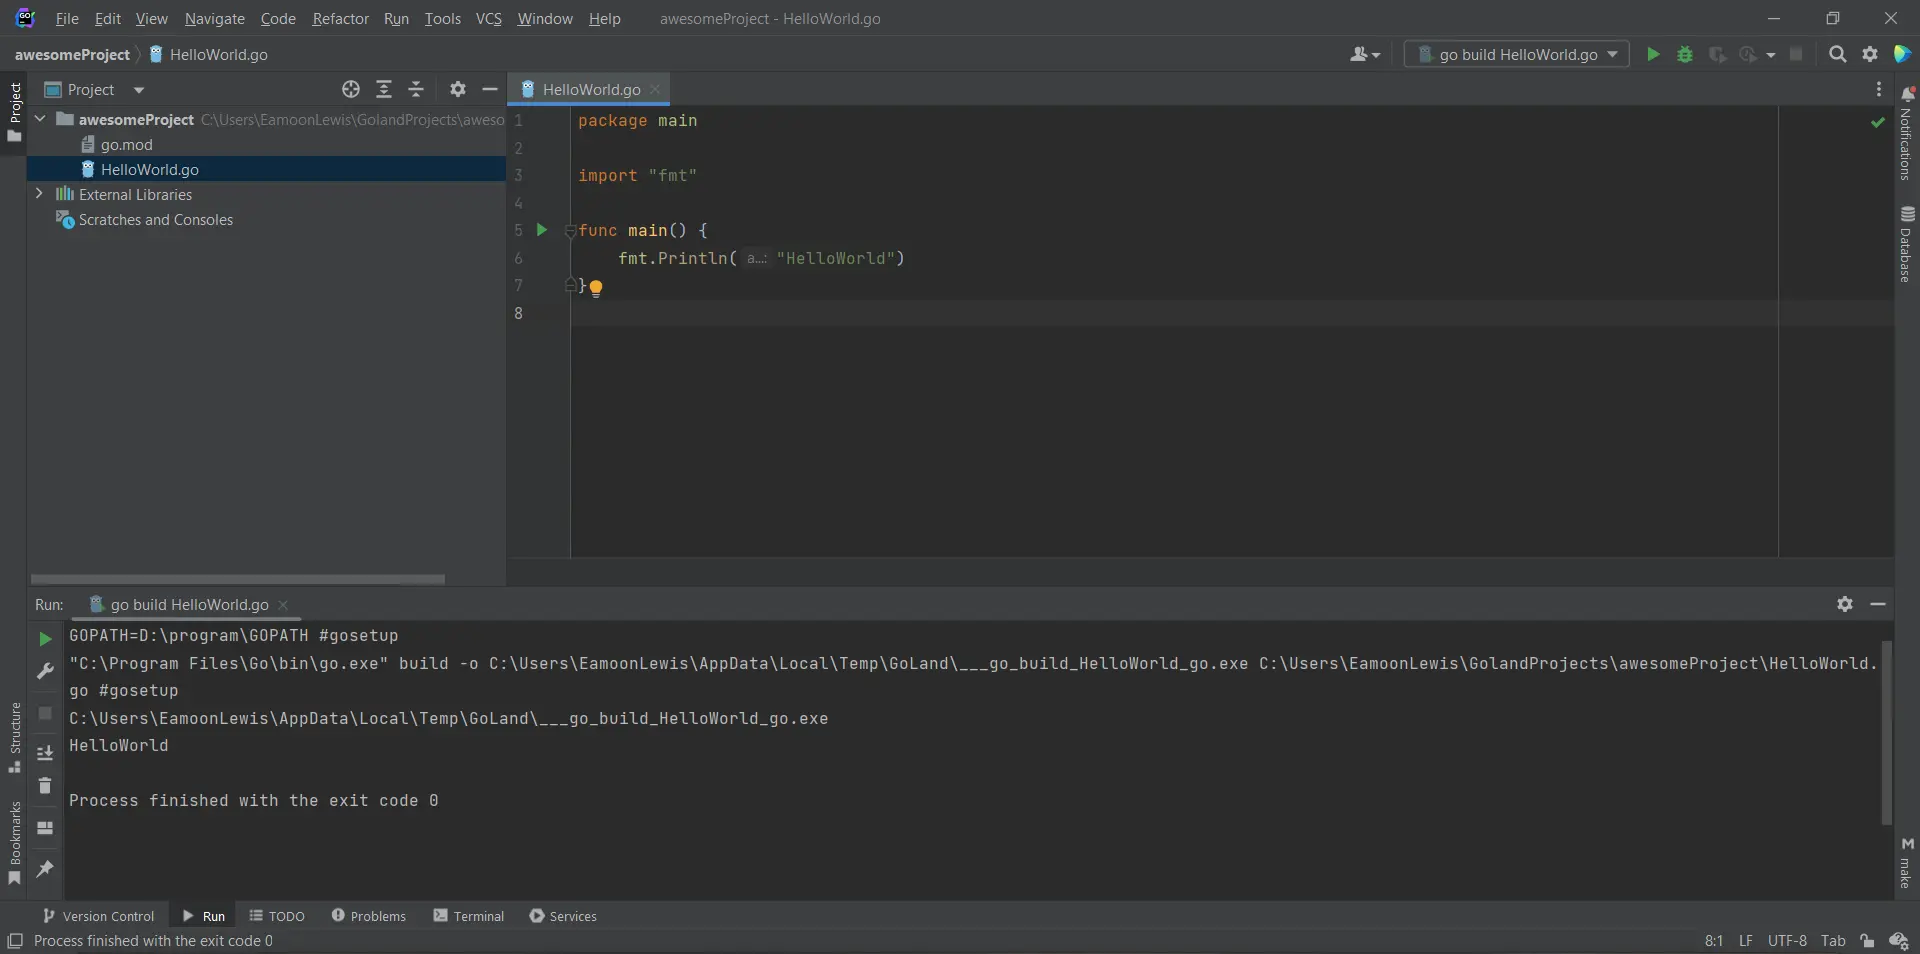 File Edit View Navigate Code Refactor Run Tools VCS Window Help awesomeProject - HelloWorld.go
awesomeProject HelloWorld.go go build HelloWorld.go
Project
Project
HelloWorld.go
awesomeProject C:\Users\EamoonLewis\GolandProjects\aweso
go.mod
HelloWorld.go
External Libraries
Scratches and Consoles
1 package main
2
3 import "fmt"
4
5 func main() {
6 fmt.Println( a...: "HelloWorld")
7 }
8
Notifications
Database
Run: go build HelloWorld.go
GOPATH=D:\program\GOPATH #gosetup
"C:\Program Files\Go\bin\go.exe" build -o C:\Users\EamoonLewis\AppData\Local\Temp\GoLand\___go_build_HelloWorld_go.exe C:\Users\EamoonLewis\GolandProjects\awesomeProject\HelloWorld.
go #gosetup
C:\Users\EamoonLewis\AppData\Local\Temp\GoLand\___go_build_HelloWorld_go.exe
HelloWorld
Process finished with the exit code 0
Structure
Bookmarks
M make
Version Control Run TODO Problems Terminal Services
Process finished with the exit code 0 8:1 LF UTF-8 Tab